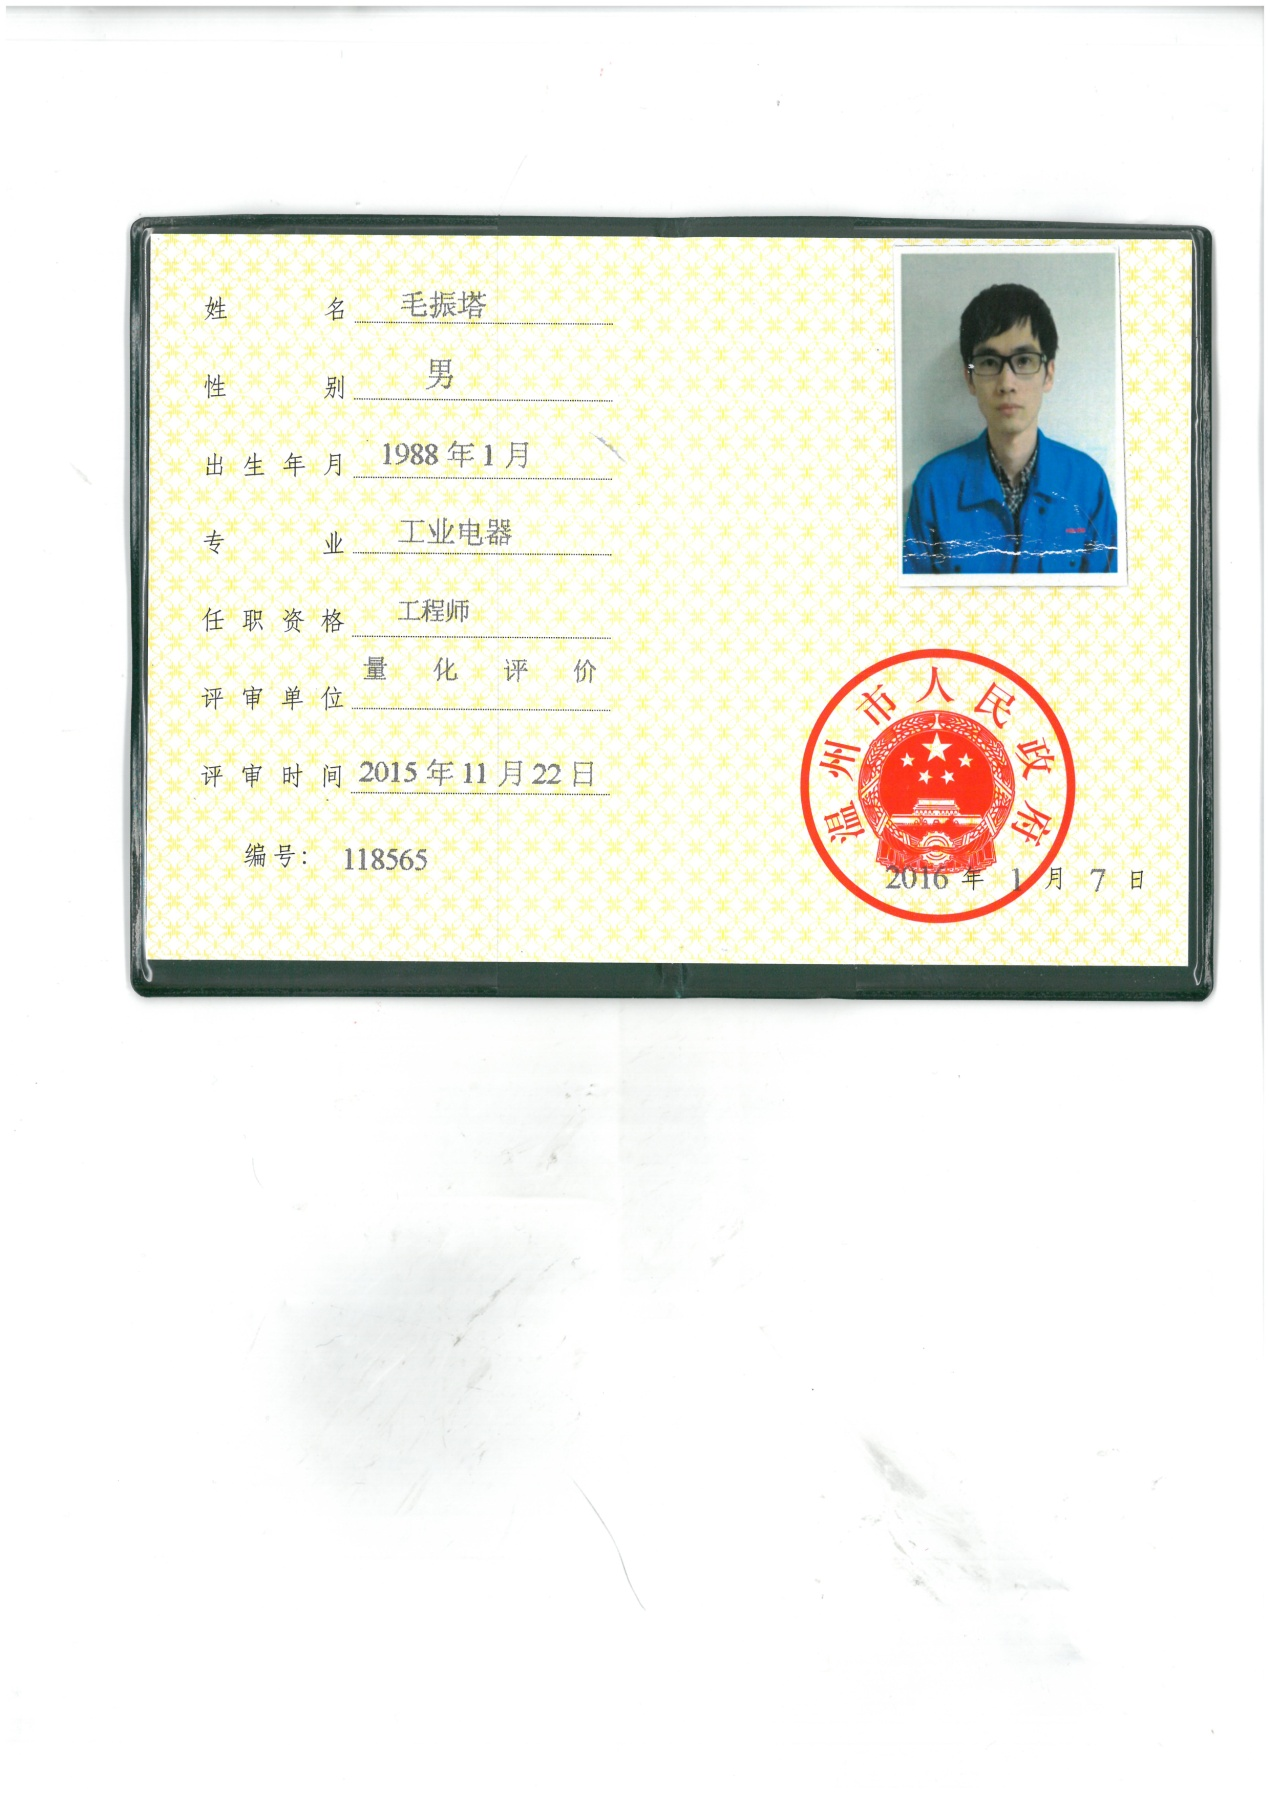 姓名 毛振塔
性别 男
出生年月 1988年1月
专业 工业电器
任职资格 工程师
评审单位 量化评价
评审时间 2015年11月22日
编号：118565
温州市人民政府
2016年1月7日